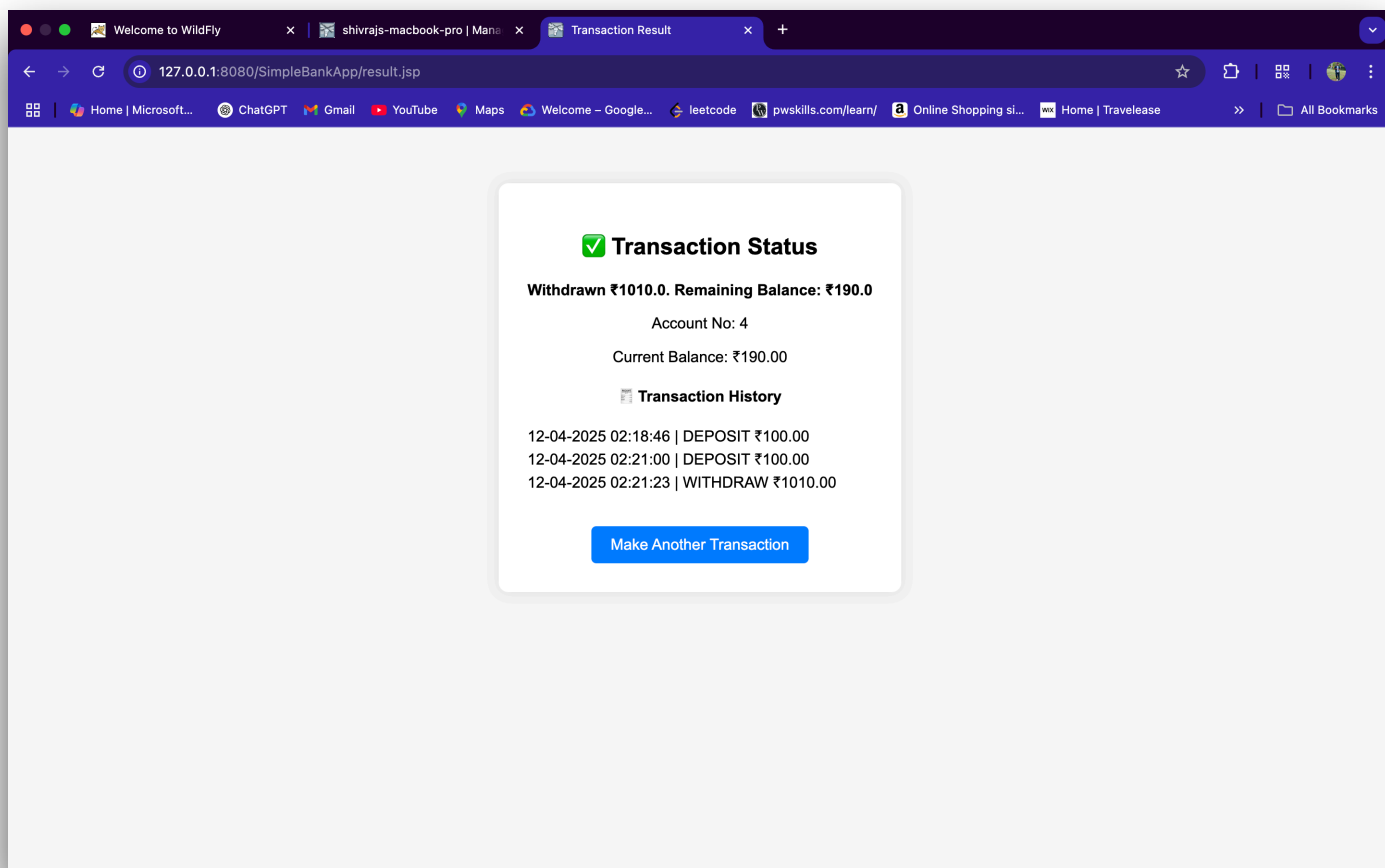 Welcome to WildFly
shivrajs-macbook-pro | Mana
Transaction Result
127.0.0.1:8080/SimpleBankApp/result.jsp
Home | Microsoft... ChatGPT Gmail YouTube Maps Welcome – Google... leetcode pwskills.com/learn/ Online Shopping si... Home | Travelease » All Bookmarks
✅ Transaction Status
Withdrawn ₹1010.0. Remaining Balance: ₹190.0
Account No: 4
Current Balance: ₹190.00
🧾 Transaction History
12-04-2025 02:18:46 | DEPOSIT ₹100.00
12-04-2025 02:21:00 | DEPOSIT ₹100.00
12-04-2025 02:21:23 | WITHDRAW ₹1010.00
Make Another Transaction